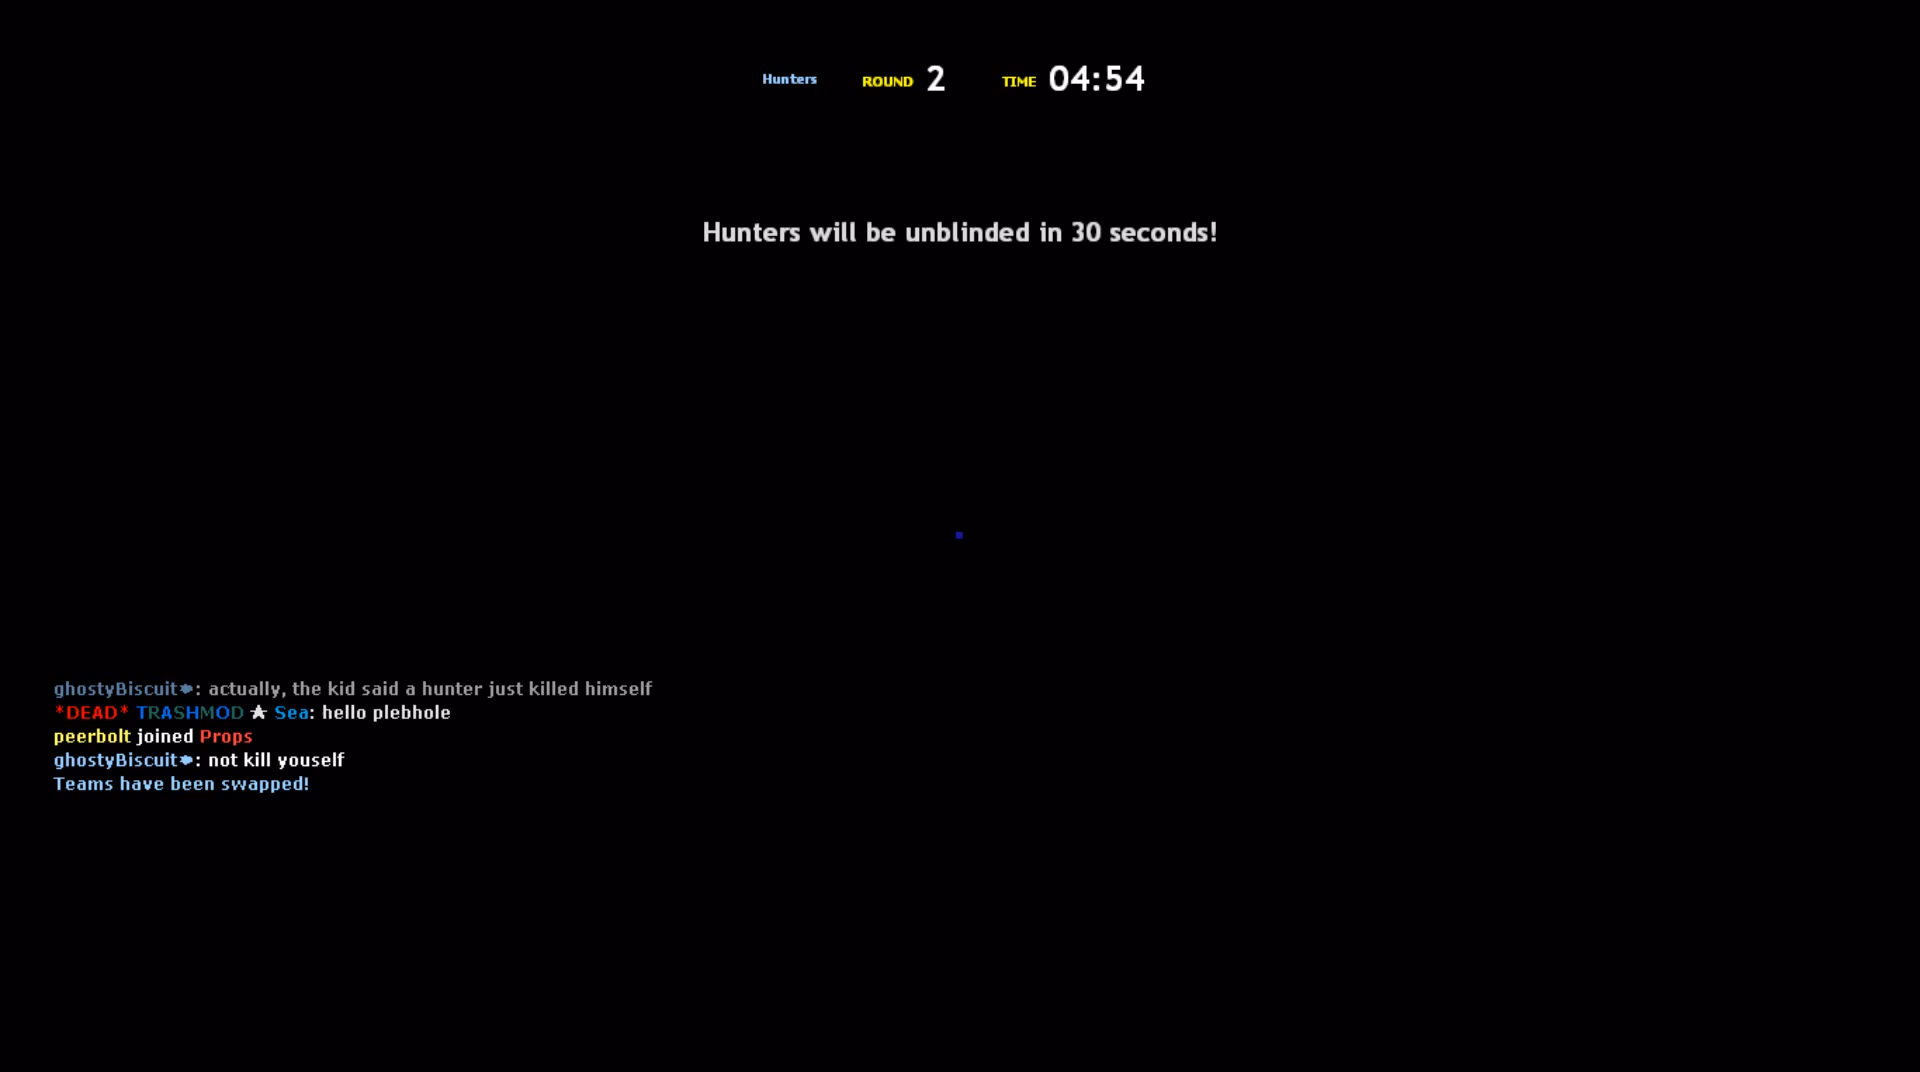 Hunters ROUND 2 TIME 04:54
Hunters will be unblinded in 30 seconds!
ghostyBiscuit: actually, the kid said a hunter just killed himself
*DEAD* TRASHMOD ★ Sea: hello plebhole
peerbolt joined Props
ghostyBiscuit: not kill youself
Teams have been swapped!